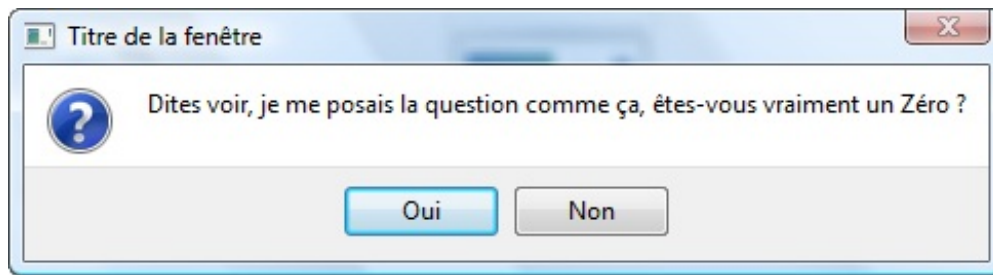 Titre de la fenêtre
Dites voir, je me posais la question comme ça, êtes-vous vraiment un Zéro ?
Oui Non